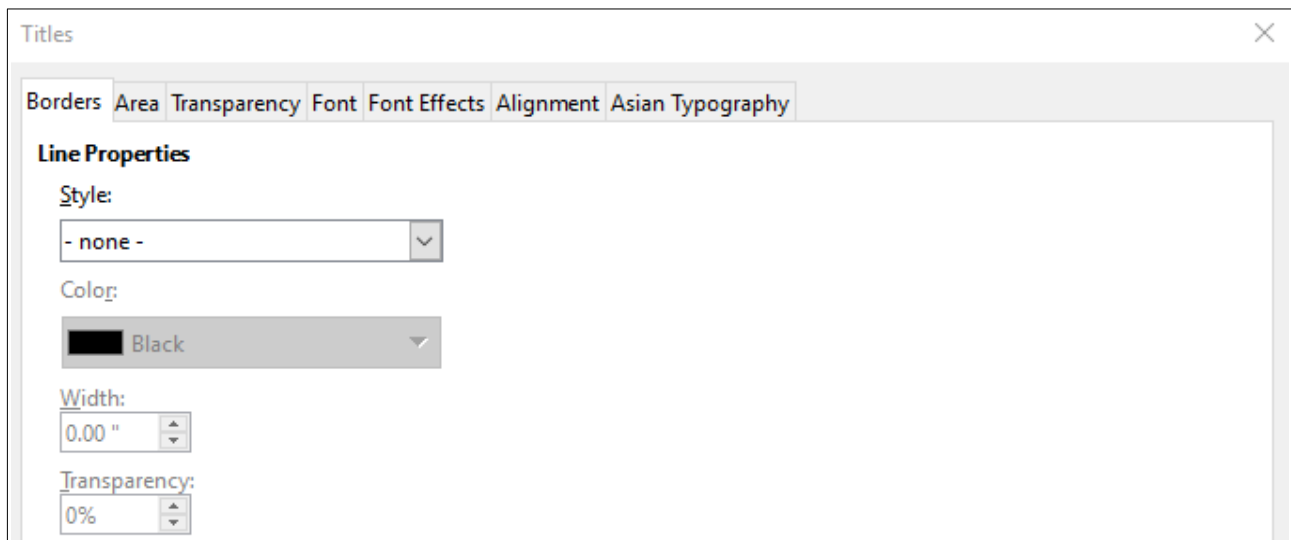 Titles
Borders Area Transparency Font Font Effects Alignment Asian Typography
Line Properties
Style:
- none -
Color:
Black
Width:
0.00 "
Transparency:
0%